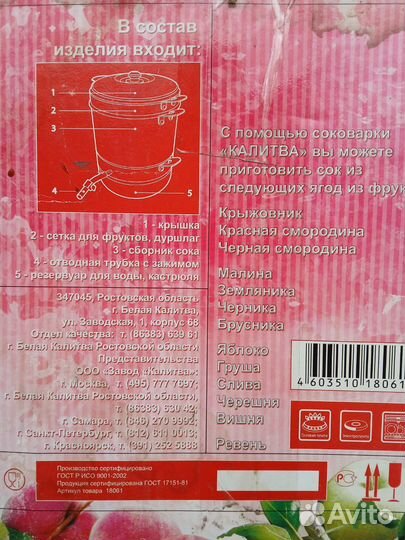 В состав
изделия входит:
1
2
3
4
5
1 - крышка
2 - сетка для фруктов, дуршлаг
3 - сборник сока
4 - отводная трубка с зажимом
5 - резервуар для воды, кастрюля
347045, Ростовская область
г. Белая Калитва,
ул. Заводская, 1, корпус 68
Отдел качества: т. (86383) 639 61
г. Белая Калитва Ростовской области
Представительства
ООО «Завод «Калитва»:
г. Москва, т. (495) 777 7697;
г. Белая Калитва Ростовской области,
т. (86383) 630 42;
г. Самара, т. (846) 270 9992;
г. Санкт-Петербург, т. (812) 611 0013;
г. Красноярск, т. (391) 252 5888
С помощью соковарки
«КАЛИТВА» вы можете
приготовить сок из
следующих ягод из фрук
Крыжовник
Красная смородина
Черная смородина
Малина
Земляника
Черника
Брусника
Яблоко
Груша
Слива
Черешня
Вишня
Ревень
4 603510 18061
Производство сертифицировано
ГОСТ Р ИСО 9001-2002
Продукция сертифицирована ГОСТ 17151-81
Артикул товара 18061
Avito